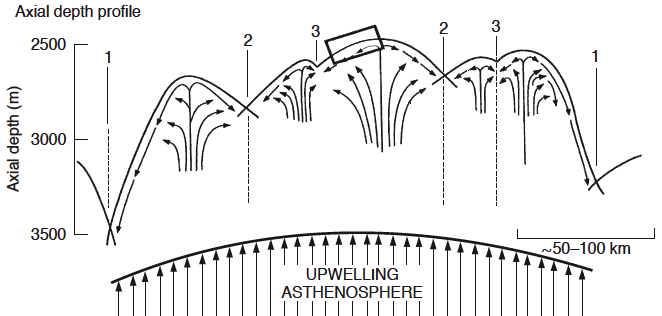 Axial depth profile
2500
3000
3500
Axial depth (m)
1
2
3
2
3
1
~50–100 km
UPWELLING
ASTHENOSPHERE